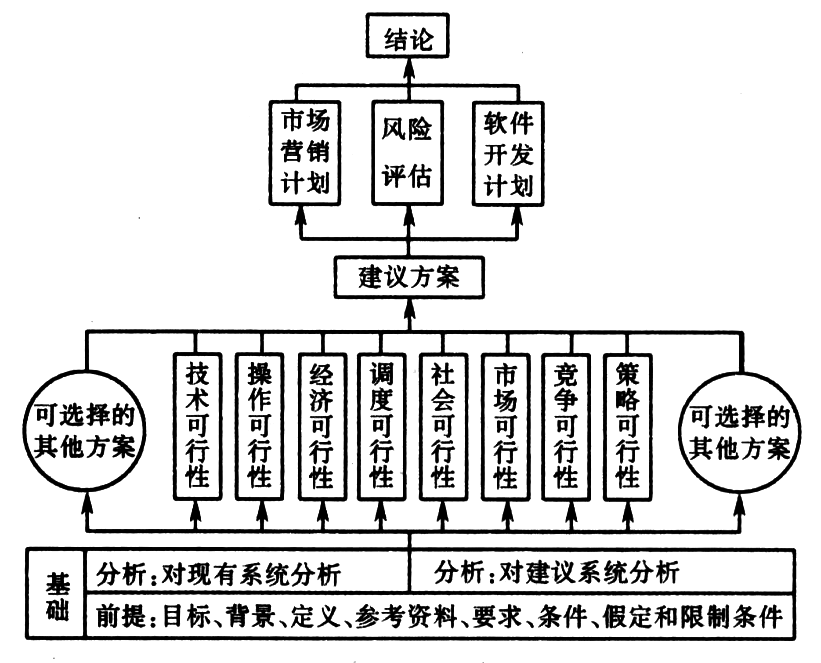 结论
市场
营销
计划
风险
评估
软件
开发
计划
建议方案
可选择的
其他方案
技术可行性
操作可行性
经济可行性
调度可行性
社会可行性
市场可行性
竞争可行性
策略可行性
可选择的
其他方案
基础
分析:对现有系统分析
分析:对建议系统分析
前提:目标、背景、定义、参考资料、要求、条件、假定和限制条件